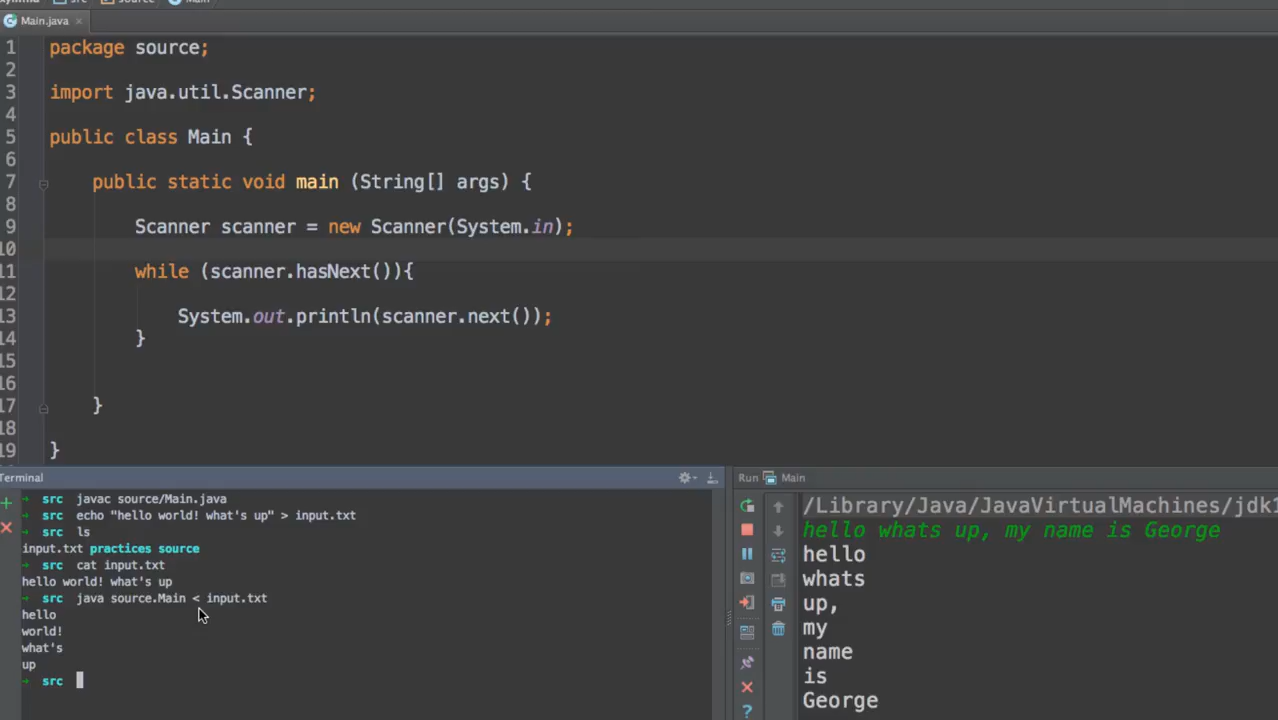 src
source
Main
Main.java
1 package source;
2
3 import java.util.Scanner;
4
5 public class Main {
6
7 public static void main (String[] args) {
8
9 Scanner scanner = new Scanner(System.in);
10
11 while (scanner.hasNext()){
12
13 System.out.println(scanner.next());
14 }
15
16
17 }
18
19 }
Terminal
src javac source/Main.java
src echo "hello world! what's up" > input.txt
src ls
input.txt practices source
src cat input.txt
hello world! what's up
src java source.Main < input.txt
hello
world!
what's
up
src
Run Main
/Library/Java/JavaVirtualMachines/jdk1
hello whats up, my name is George
hello
whats
up,
my
name
is
George